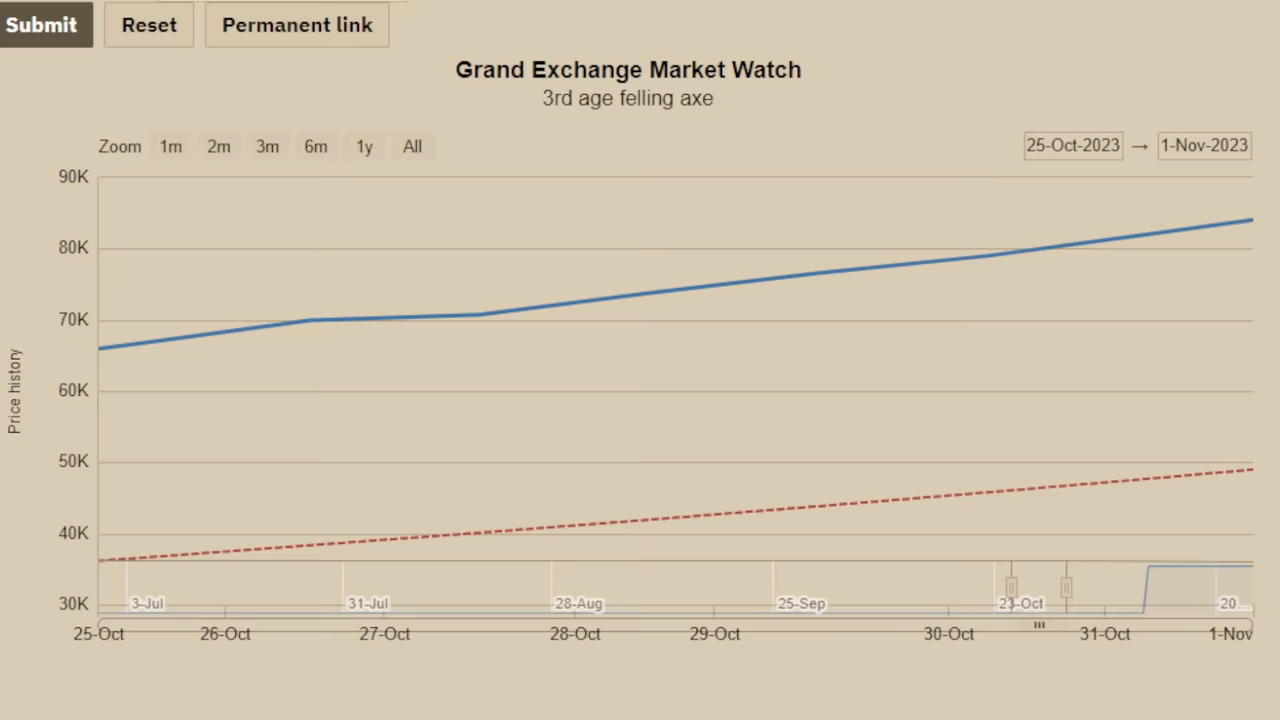 Submit Reset Permanent link
Grand Exchange Market Watch
3rd age felling axe
Zoom 1m 2m 3m 6m 1y All 25-Oct-2023 → 1-Nov-2023
90K
80K
70K
60K
50K
40K
30K
Price history
3-Jul 31-Jul 28-Aug 25-Sep 23-Oct 20...
25-Oct 26-Oct 27-Oct 28-Oct 29-Oct 30-Oct 31-Oct 1-Nov